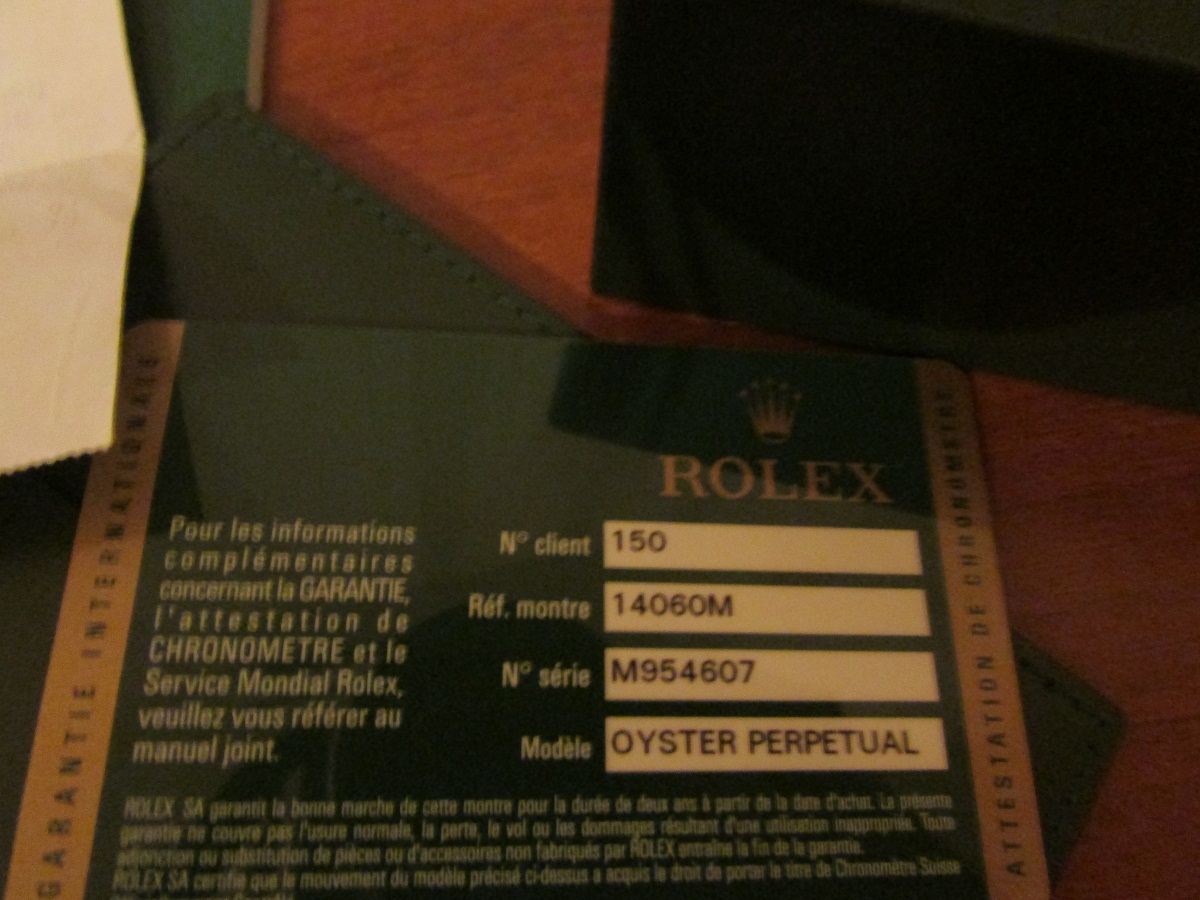 ROLEX
Pour les informations
complémentaires
concernant la GARANTIE,
l'attestation de
CHRONOMETRE et le
Service Mondial Rolex,
veuillez vous référer au
manuel joint.
N° client 150
Réf. montre 14060M
N° série M954607
Modèle OYSTER PERPETUAL
ROLEX SA garantit la bonne marche de cette montre pour la durée de deux ans à partir de la date d'achat. La présente
garantie ne couvre pas l'usure normale, la perte, le vol ou les dommages résultant d'une utilisation inappropriée. Toute
adjonction ou substitution de pièces ou d'accessoires non fabriqués par ROLEX entraîne la fin de la garantie.
ROLEX SA certifie que le mouvement du modèle précisé ci-dessus a acquis le droit de porter le titre de Chronomètre Suisse
GARANTIE INTERNATIONALE
ATTESTATION DE CHRONOMETRE